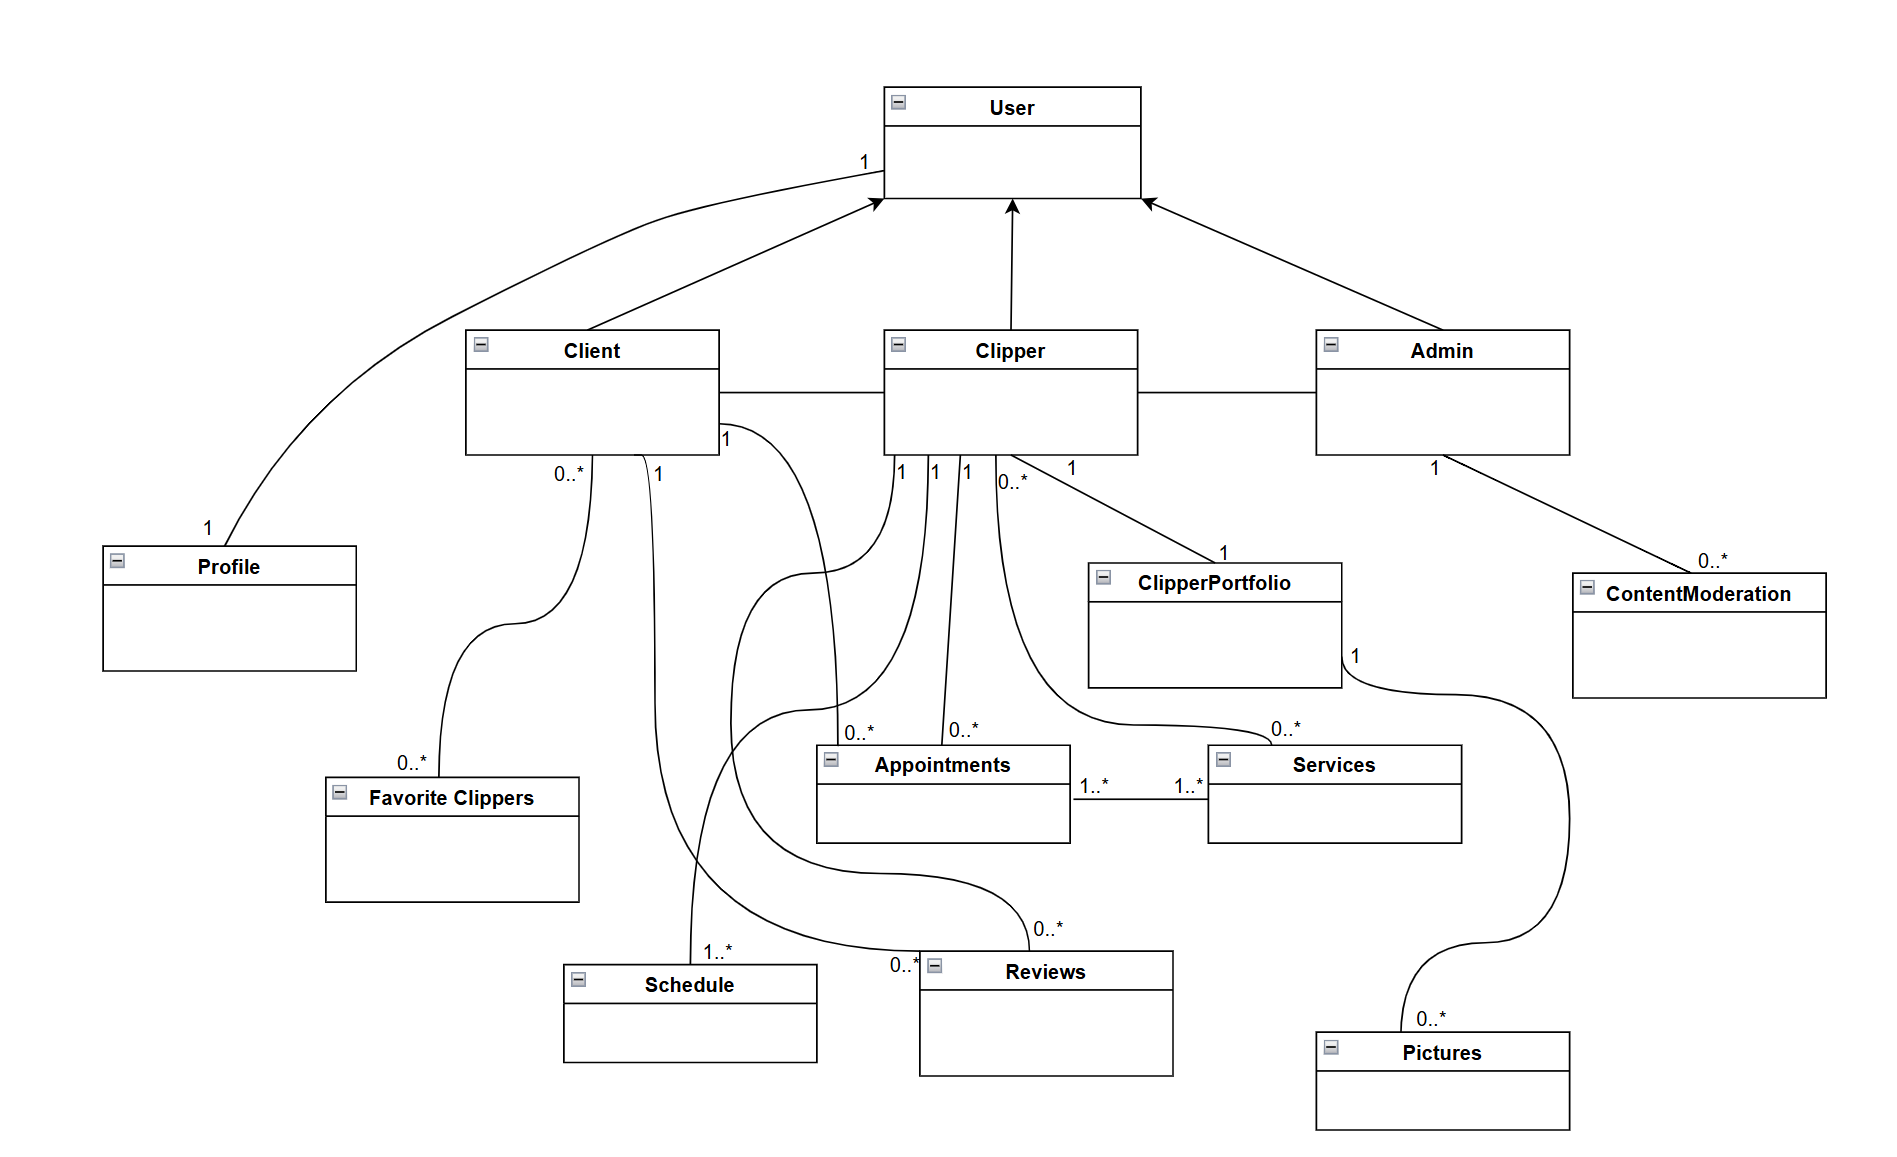 User
1
Client
Clipper
Admin
1
0..*
1
1
1
1
0..*
1
1
1
Profile
1
ClipperPortfolio
0..*
ContentModeration
1
0..*
Favorite Clippers
0..*
0..*
Appointments
1..*
1..*
0..*
Services
1..*
Schedule
0..*
0..*
Reviews
0..*
Pictures